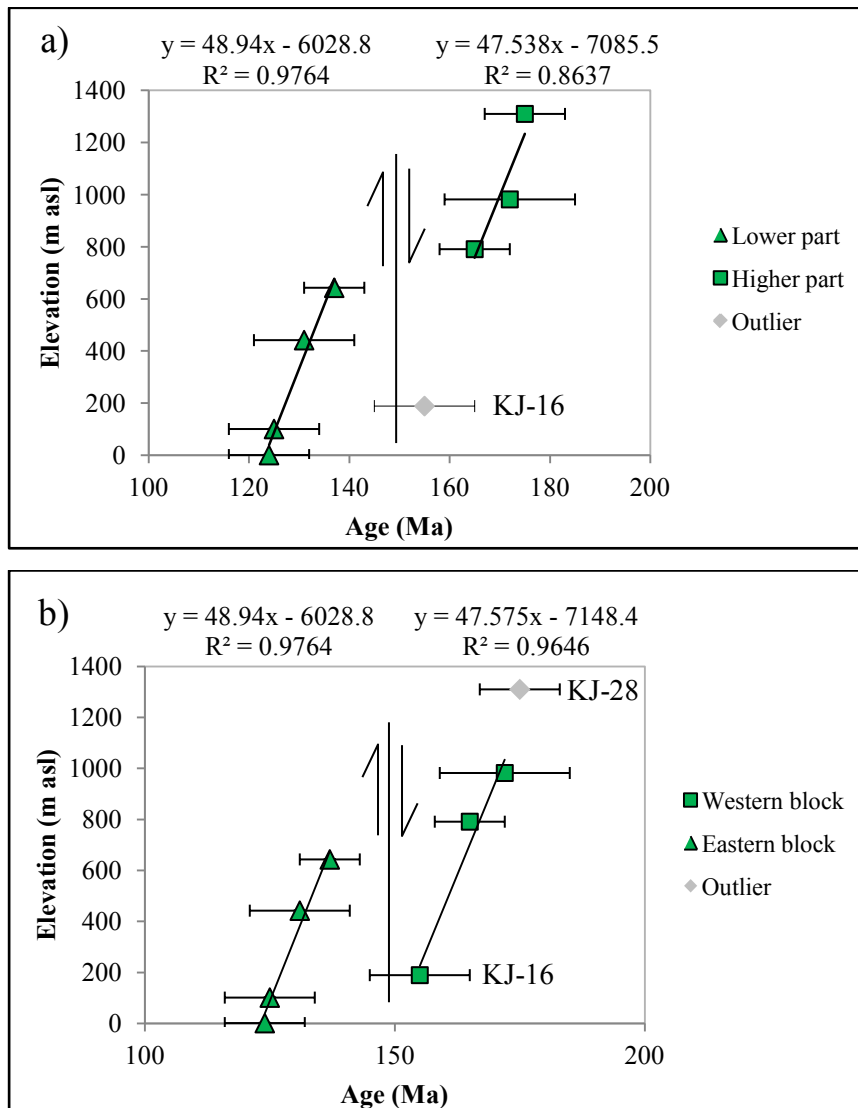 a)
y = 48.94x - 6028.8
R² = 0.9764
y = 47.538x - 7085.5
R² = 0.8637
Elevation (m asl)
1400
1200
1000
800
600
400
200
0
KJ-16
100 120 140 160 180 200
Age (Ma)
Lower part
Higher part
Outlier
b)
y = 48.94x - 6028.8
R² = 0.9764
y = 47.575x - 7148.4
R² = 0.9646
Elevation (m asl)
1400
1200
1000
800
600
400
200
0
KJ-28
KJ-16
100 150 200
Age (Ma)
Western block
Eastern block
Outlier